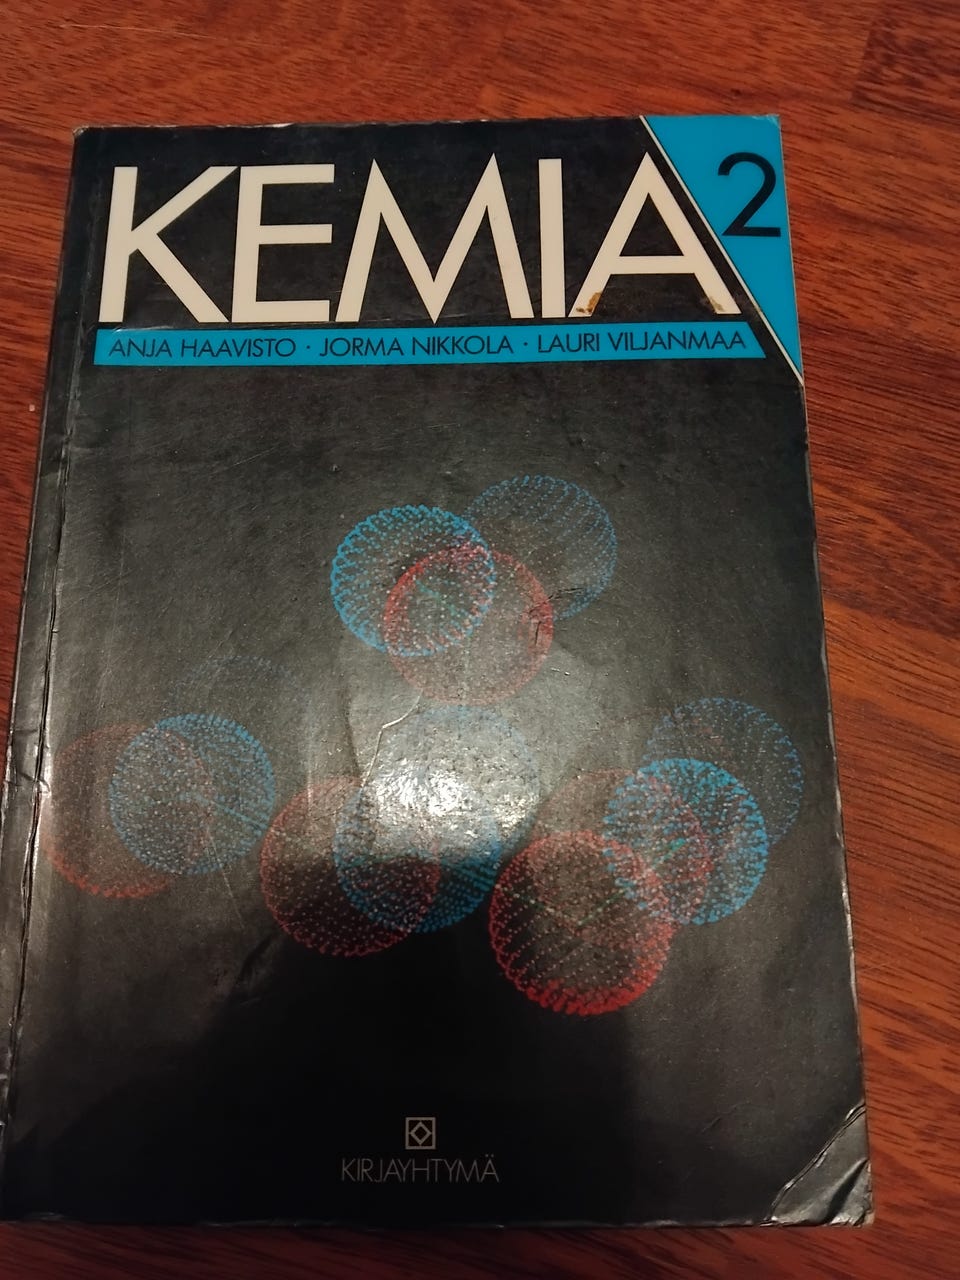 KEMIA
2
ANJA HAAVISTO · JORMA NIKKOLA · LAURI VILJANMAA
KIRJAYHTYMÄ